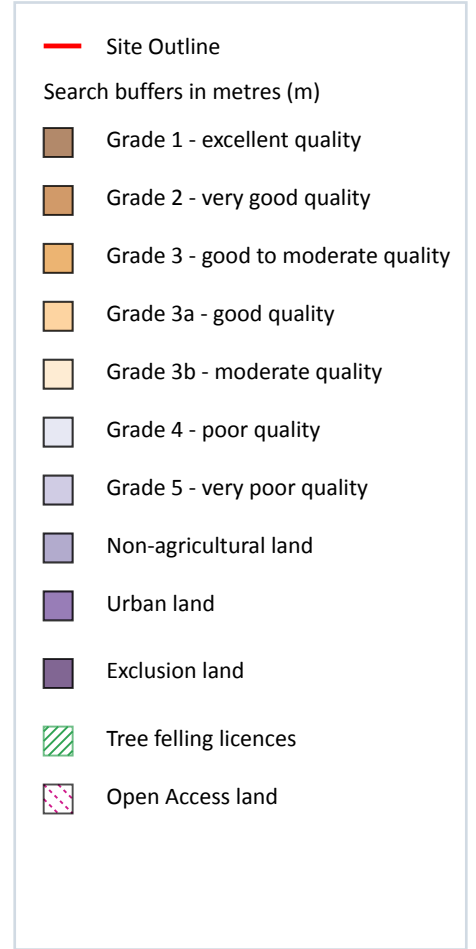 Site Outline
Search buffers in metres (m)
Grade 1 - excellent quality
Grade 2 - very good quality
Grade 3 - good to moderate quality
Grade 3a - good quality
Grade 3b - moderate quality
Grade 4 - poor quality
Grade 5 - very poor quality
Non-agricultural land
Urban land
Exclusion land
Tree felling licences
Open Access land